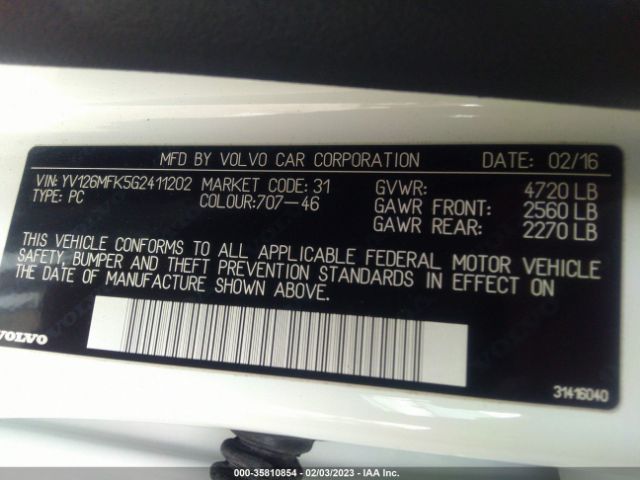 MFD BY VOLVO CAR CORPORATION DATE: 02/16
VIN: YV126MFK5G2411202 MARKET CODE: 31 GVWR: 4720 LB
TYPE: PC COLOUR: 707-46 GAWR FRONT: 2560 LB
GAWR REAR: 2270 LB
THIS VEHICLE CONFORMS TO ALL APPLICABLE FEDERAL MOTOR VEHICLE
SAFETY, BUMPER AND THEFT PREVENTION STANDARDS IN EFFECT ON
THE DATE OF MANUFACTURE SHOWN ABOVE.
VOLVO
31416040
000-35810854 - 02/03/2023 - IAA Inc.